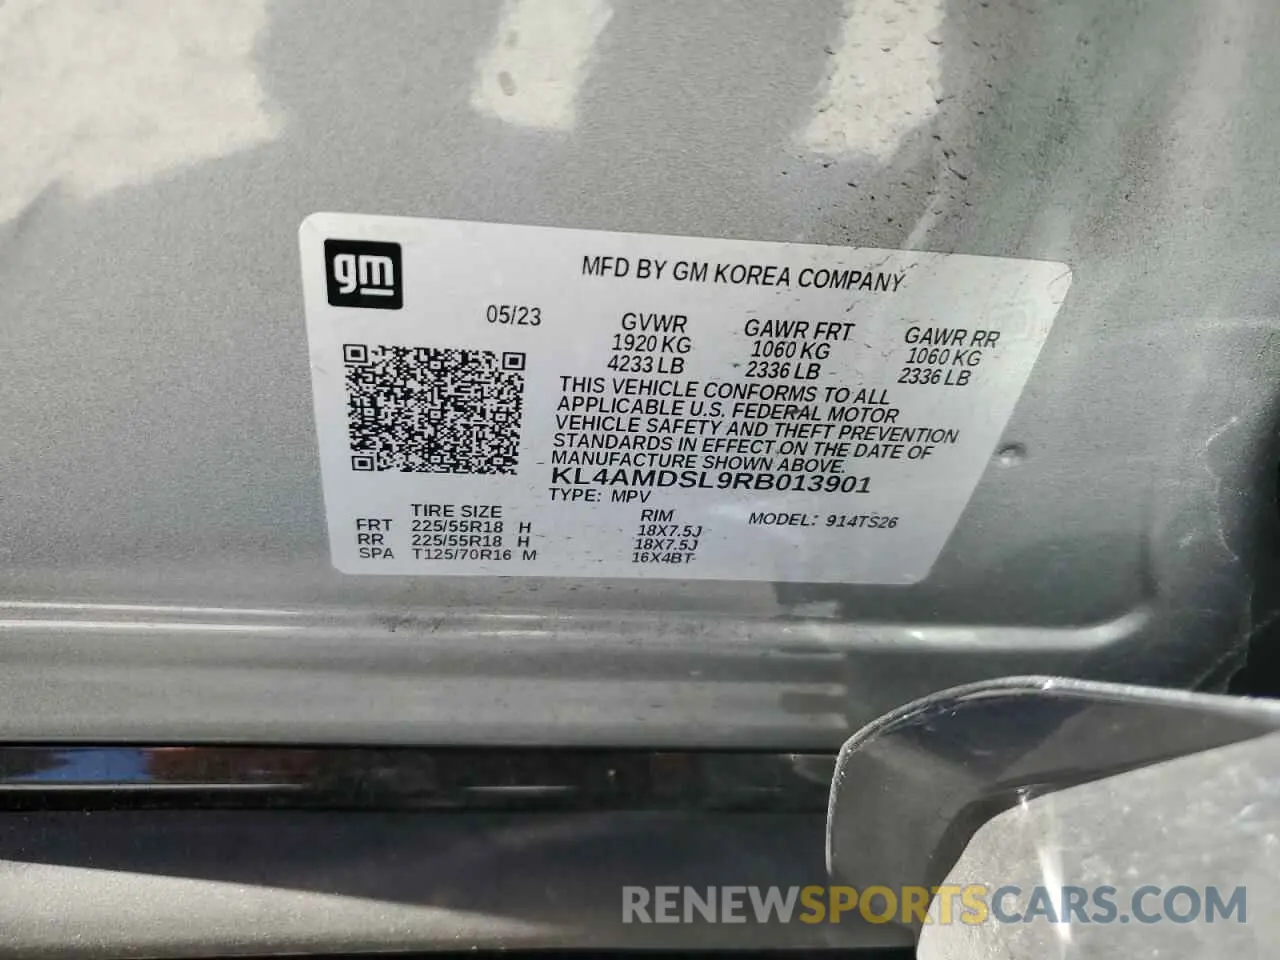 gm
MFD BY GM KOREA COMPANY
05/23
GVWR GAWR FRT GAWR RR
1920 KG 1060 KG 1060 KG
4233 LB 2336 LB 2336 LB
THIS VEHICLE CONFORMS TO ALL
APPLICABLE U.S. FEDERAL MOTOR
VEHICLE SAFETY AND THEFT PREVENTION
STANDARDS IN EFFECT ON THE DATE OF
MANUFACTURE SHOWN ABOVE.
KL4AMDSL9RB013901
TYPE: MPV
TIRE SIZE RIM MODEL: 914TS26
FRT 225/55R18 H 18X7.5J
RR 225/55R18 H 18X7.5J
SPA T125/70R16 M 16X4BT
RENEWSPORTSCARS.COM